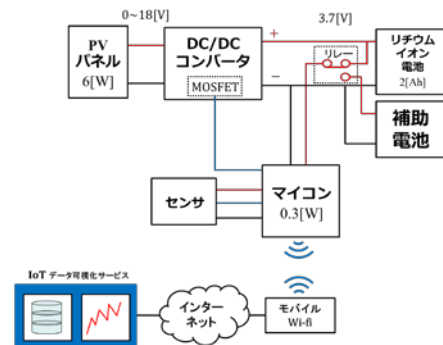 0~18[V]
3.7[V]
PV
パネル
6[W]
DC/DC
コンバータ
MOSFET
+
−
リレー
リチウム
イオン
電池
2[Ah]
補助
電池
センサ
マイコン
0.3[W]
IoT データ可視化サービス
インター
ネット
モバイル
Wi-fi